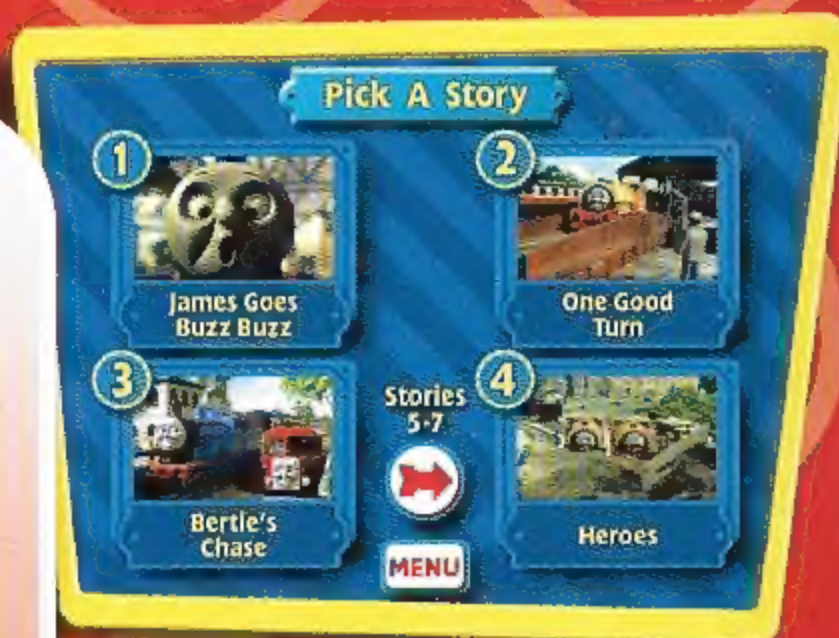 Pick A Story
1
James Goes
Buzz Buzz
2
One Good
Turn
3
Bertie's
Chase
Stories
5-7
MENU
4
Heroes